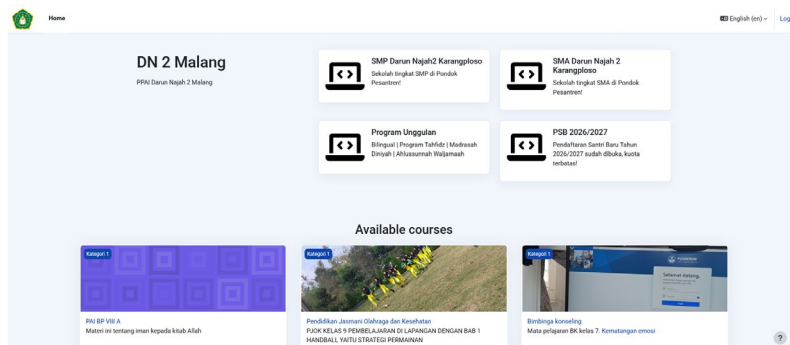 Home
English (en)
Log
DN 2 Malang
PPAI Darun Najah 2 Malang
SMP Darun Najah2 Karangploso
Sekolah tingkat SMP di Pondok
Pesantren!
SMA Darun Najah 2
Karangploso
Sekolah tingkat SMA di Pondok
Pesantren!
Program Unggulan
Bilingual | Program Tahfidz | Madrasah
Diniyah | Ahlussunnah Waljamaah
PSB 2026/2027
Pendaftaran Santri Baru Tahun
2026/2027 sudah dibuka, kuota
terbatas!
Available courses
Kategori 1
Kategori 1
Kategori 1
Selamat datang,
PAI BP VIII A
Materi ini tentang iman kepada kitab Allah
Pendidikan Jasmani Olahraga dan Kesehatan
PJOK KELAS 9 PEMBELAJARAN DI LAPANGAN DENGAN BAB 1
HANDBALL YAITU STRATEGI PERMAINAN
Bimbinga konseling
Mata pelajaran BK kelas 7. Kematangan emosi
?